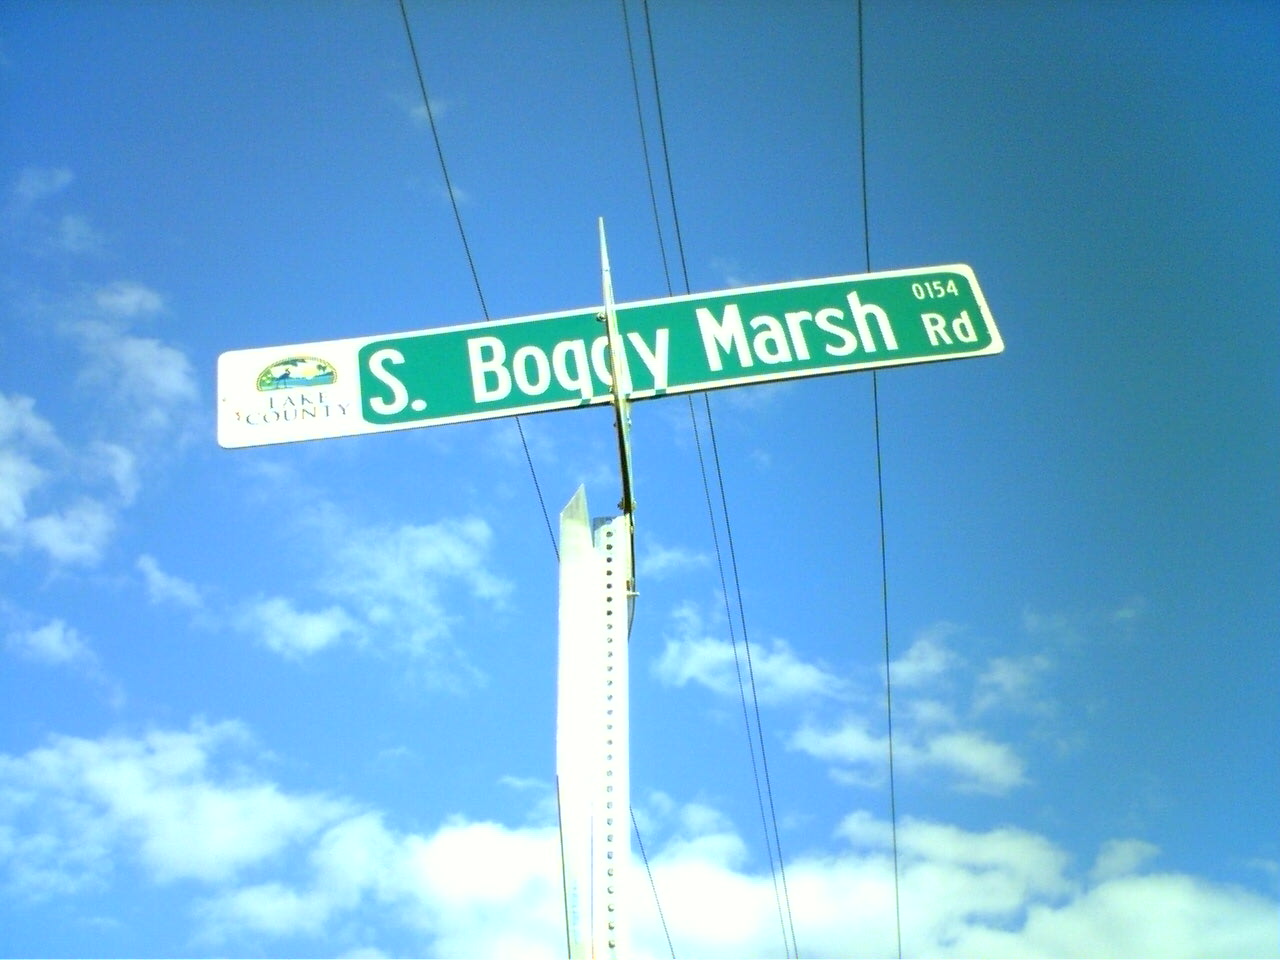 LAKE
COUNTY
S. Boggy Marsh Rd
0154